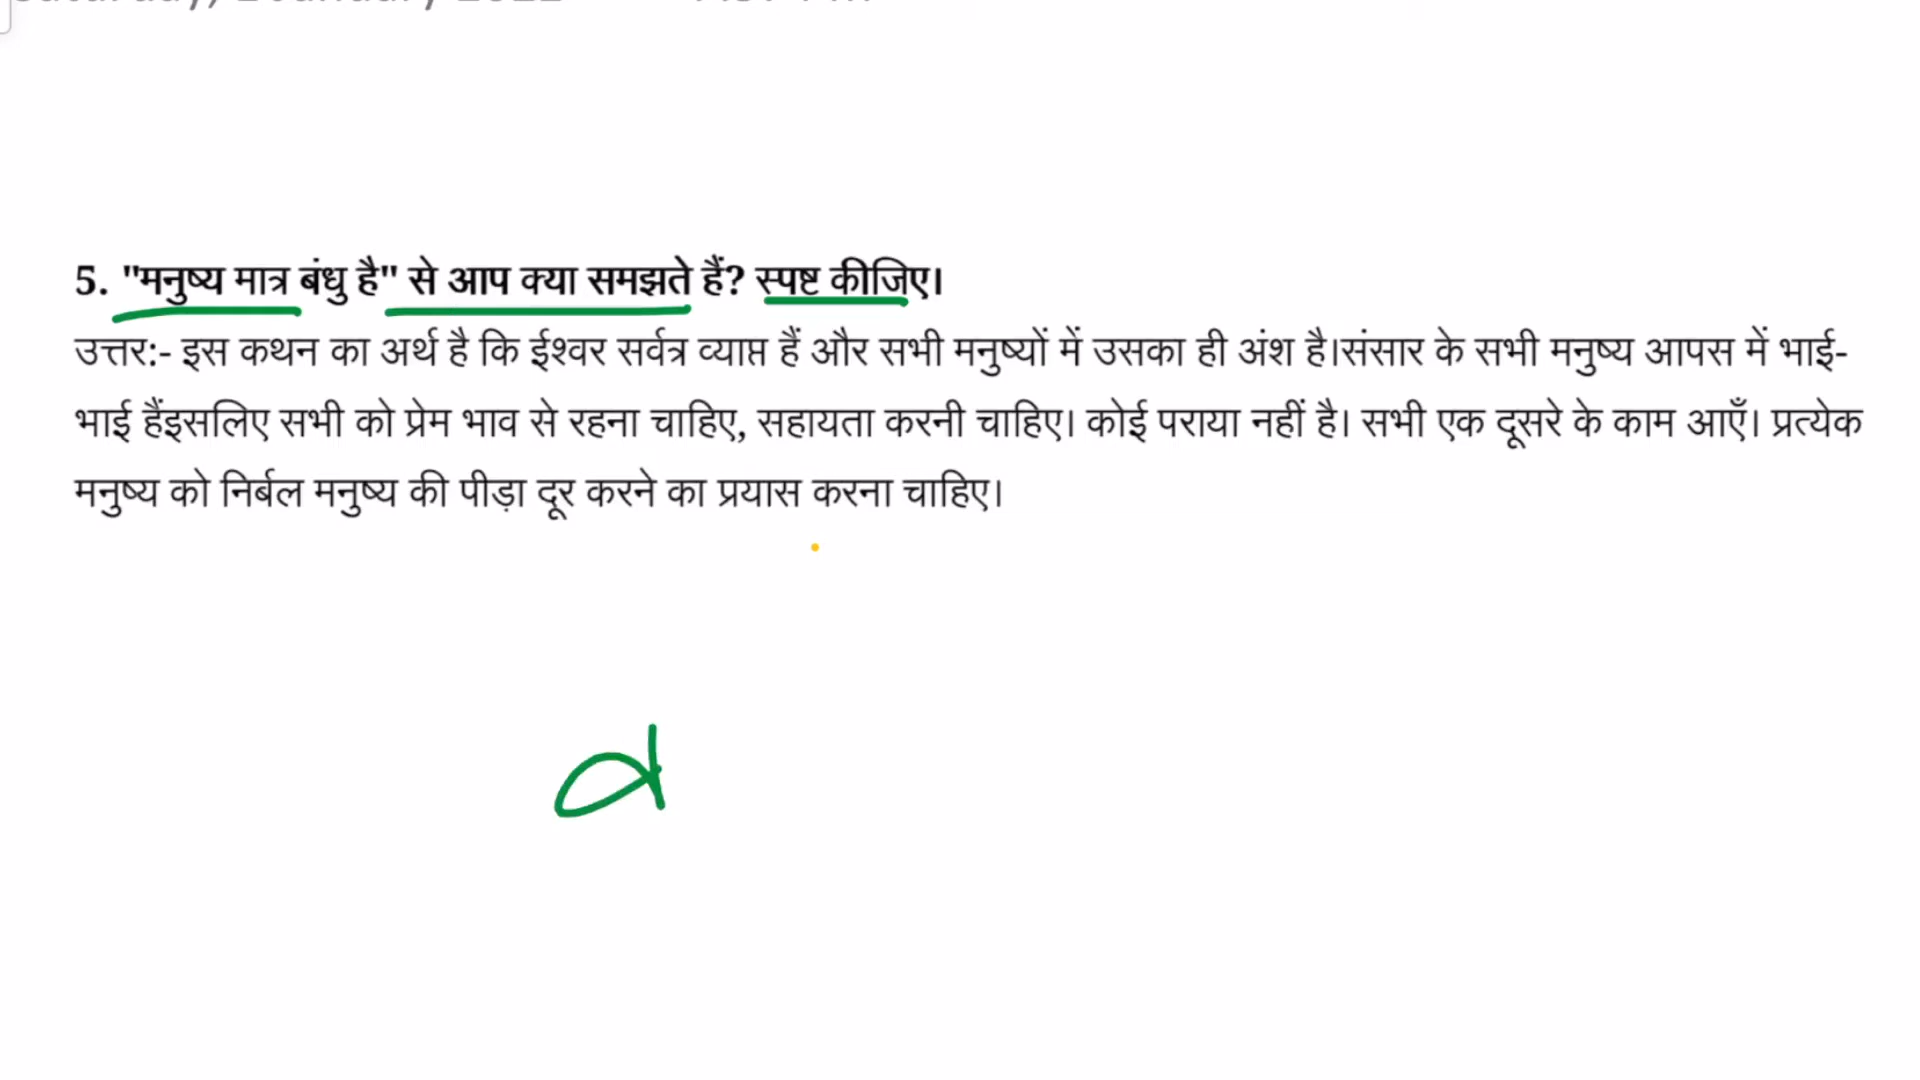 5. "मनुष्य मात्र बंधु है" से आप क्या समझते हैं? स्पष्ट कीजिए।
उत्तर:- इस कथन का अर्थ है कि ईश्वर सर्वत्र व्याप्त हैं और सभी मनुष्यों में उसका ही अंश है।संसार के सभी मनुष्य आपस में भाई-
भाई हैंइसलिए सभी को प्रेम भाव से रहना चाहिए, सहायता करनी चाहिए। कोई पराया नहीं है। सभी एक दूसरे के काम आएँ। प्रत्येक
मनुष्य को निर्बल मनुष्य की पीड़ा दूर करने का प्रयास करना चाहिए।